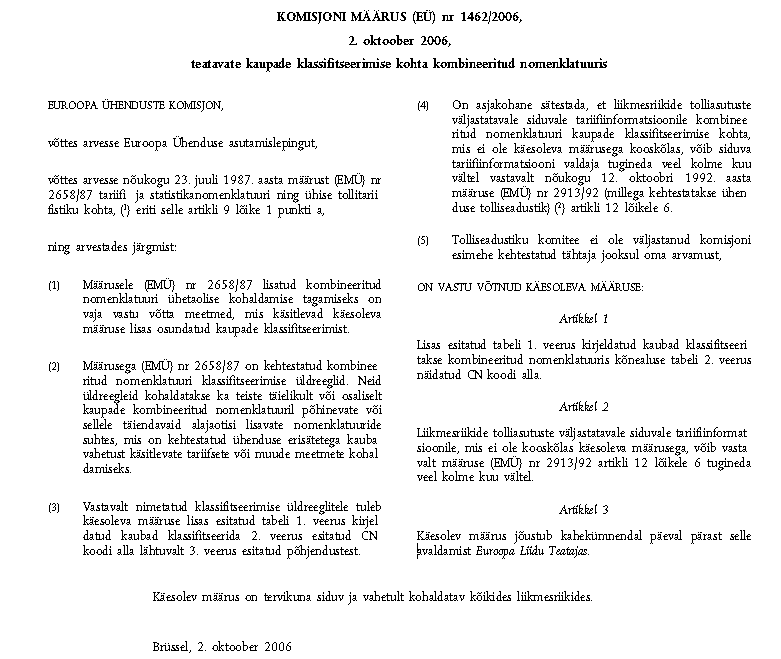 KOMISJONI MÄÄRUS (EÜ) nr 1462/2006,
2. oktoober 2006,
teatavate kaupade klassifitseerimise kohta kombineeritud nomenklatuuris
EUROOPA ÜHENDUSTE KOMISJON,
võttes arvesse Euroopa Ühenduse asutamislepingut,
võttes arvesse nõukogu 23. juuli 1987. aasta määrust (EMÜ) nr
2658/87 tariifi ja statistikanomenklatuuri ning ühise tollitarii
fistiku kohta, (¹) eriti selle artikli 9 lõike 1 punkti a,
ning arvestades järgmist:
(1) Määrusele (EMÜ) nr 2658/87 lisatud kombineeritud
nomenklatuuri ühetaolise kohaldamise tagamiseks on
vaja vastu võtta meetmed, mis käsitlevad käesoleva
määruse lisas osundatud kaupade klassifitseerimist.
(2) Määrusega (EMÜ) nr 2658/87 on kehtestatud kombinee
ritud nomenklatuuri klassifitseerimise üldreeglid. Neid
üldreegleid kohaldatakse ka teiste täielikult või osaliselt
kaupade kombineeritud nomenklatuuril põhinevate või
sellele täiendavaid alajaotisi lisavate nomenklatuuride
suhtes, mis on kehtestatud ühenduse erisätetega kauba
vahetust käsitlevate tariifsete või muude meetmete kohal
damiseks.
(3) Vastavalt nimetatud klassifitseerimise üldreeglitele tuleb
käesoleva määruse lisas esitatud tabeli 1. veerus kirjel
datud kaubad klassifitseerida 2. veerus esitatud CN
koodi alla lähtuvalt 3. veerus esitatud põhjendustest.
(4) On asjakohane sätestada, et liikmesriikide tolliasutuste
väljastatavale siduvale tariifiinformatsioonile kombinee
ritud nomenklatuuri kaupade klassifitseerimise kohta,
mis ei ole käesoleva määrusega kooskõlas, võib siduva
tariifiinformatsiooni valdaja tugineda veel kolme kuu
vältel vastavalt nõukogu 12. oktoobri 1992. aasta
määruse (EMÜ) nr 2913/92 (millega kehtestatakse ühen
duse tolliseadustik) (²) artikli 12 lõikele 6.
(5) Tolliseadustiku komitee ei ole väljastanud komisjoni
esimehe kehtestatud tähtaja jooksul oma arvamust,
ON VASTU VÕTNUD KÄESOLEVA MÄÄRUSE:
Artikkel 1
Lisas esitatud tabeli 1. veerus kirjeldatud kaubad klassifitseeri
takse kombineeritud nomenklatuuris kõnealuse tabeli 2. veerus
näidatud CN koodi alla.
Artikkel 2
Liikmesriikide tolliasutuste väljastatavale siduvale tariifiinformat
sioonile, mis ei ole kooskõlas käesoleva määrusega, võib vasta
valt määruse (EMÜ) nr 2913/92 artikli 12 lõikele 6 tugineda
veel kolme kuu vältel.
Artikkel 3
Käesolev määrus jõustub kahekümnendal päeval pärast selle
avaldamist Euroopa Liidu Teatajas.
Käesolev määrus on tervikuna siduv ja vahetult kohaldatav kõikides liikmesriikides.
Brüssel, 2. oktoober 2006